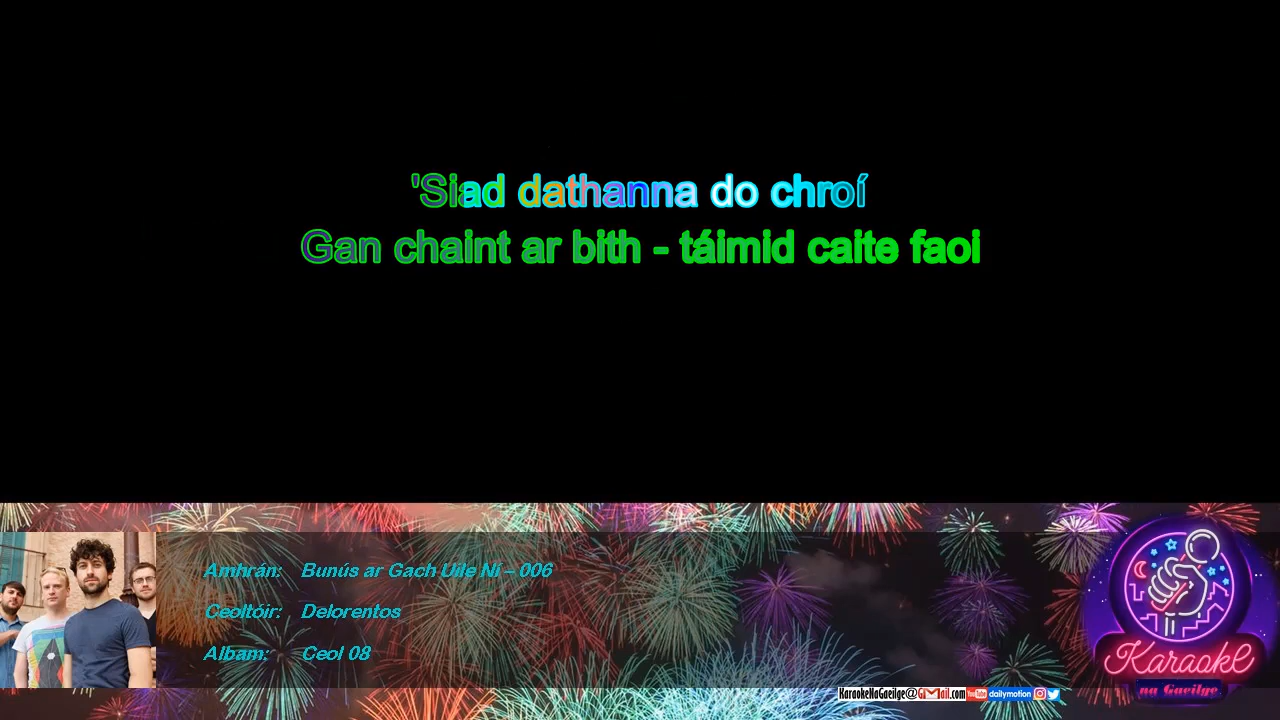 'Siad dathanna do chroí
Gan chaint ar bith - táimid caite faoi
Amhrán: Bunús ar Gach Uile Ní – 006
Ceoltóir: Delorentos
Albam: Ceol 08
Karaoke
na Gaeilge
KaraokeNaGaeilge@GMail.com YouTube dailymotion